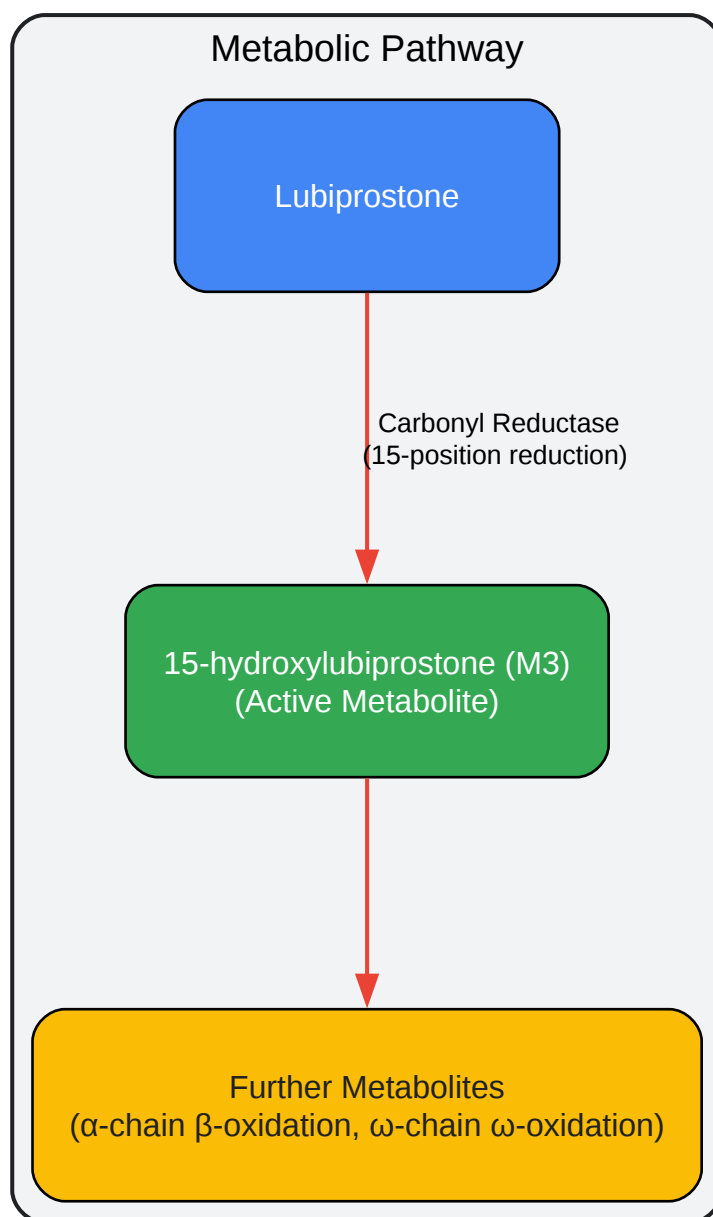 Metabolic Pathway
Lubiprostone
Carbonyl Reductase
(15-position reduction)
15-hydroxylubiprostone (M3)
(Active Metabolite)
Further Metabolites
(α-chain β-oxidation, ω-chain ω-oxidation)